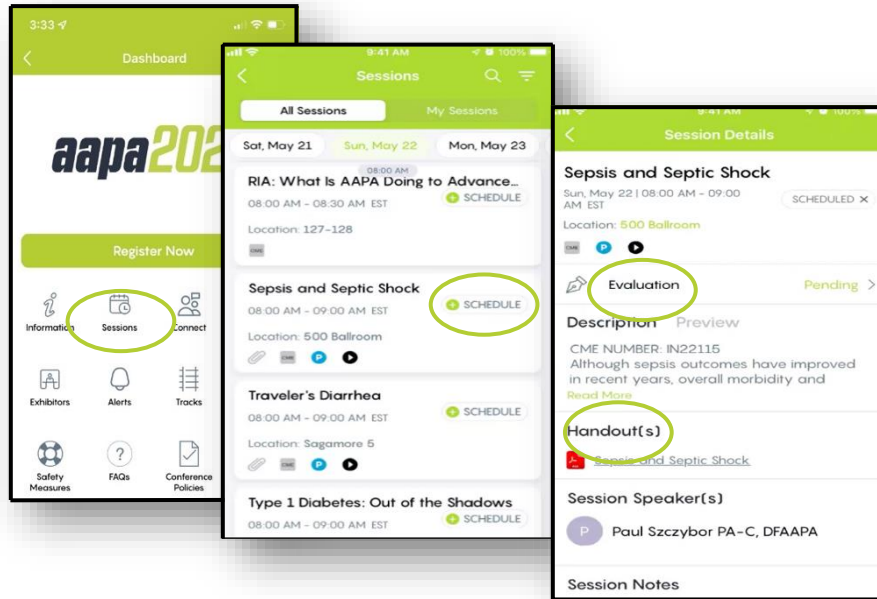 3:33
Dashboard
aapa202
Register Now
Information
Sessions
Connect
Exhibitors
Alerts
Tracks
Safety
Measures
FAQs
Conference
Policies
9:41 AM
100%
Sessions
All Sessions
My Sessions
Sat, May 21
Sun, May 22
Mon, May 23
08:00 AM
RIA: What Is AAPA Doing to Advance...
08:00 AM - 08:30 AM EST
SCHEDULE
Location: 127-128
CME
Sepsis and Septic Shock
08:00 AM - 09:00 AM EST
SCHEDULE
Location: 500 Ballroom
CME P
Traveler's Diarrhea
08:00 AM - 09:00 AM EST
SCHEDULE
Location: Sagamore 5
CME P
Type 1 Diabetes: Out of the Shadows
08:00 AM - 09:00 AM EST
SCHEDULE
9:41 AM
100%
Session Details
Sepsis and Septic Shock
Sun, May 22 | 08:00 AM - 09:00
AM EST
SCHEDULED X
Location: 500 Ballroom
CME P
Evaluation
Pending >
Description Preview
CME NUMBER: IN22115
Although sepsis outcomes have improved
in recent years, overall morbidity and
Read More
Handout(s)
Sepsis and Septic Shock
Session Speaker(s)
P
Paul Szczybor PA-C, DFAAPA
Session Notes